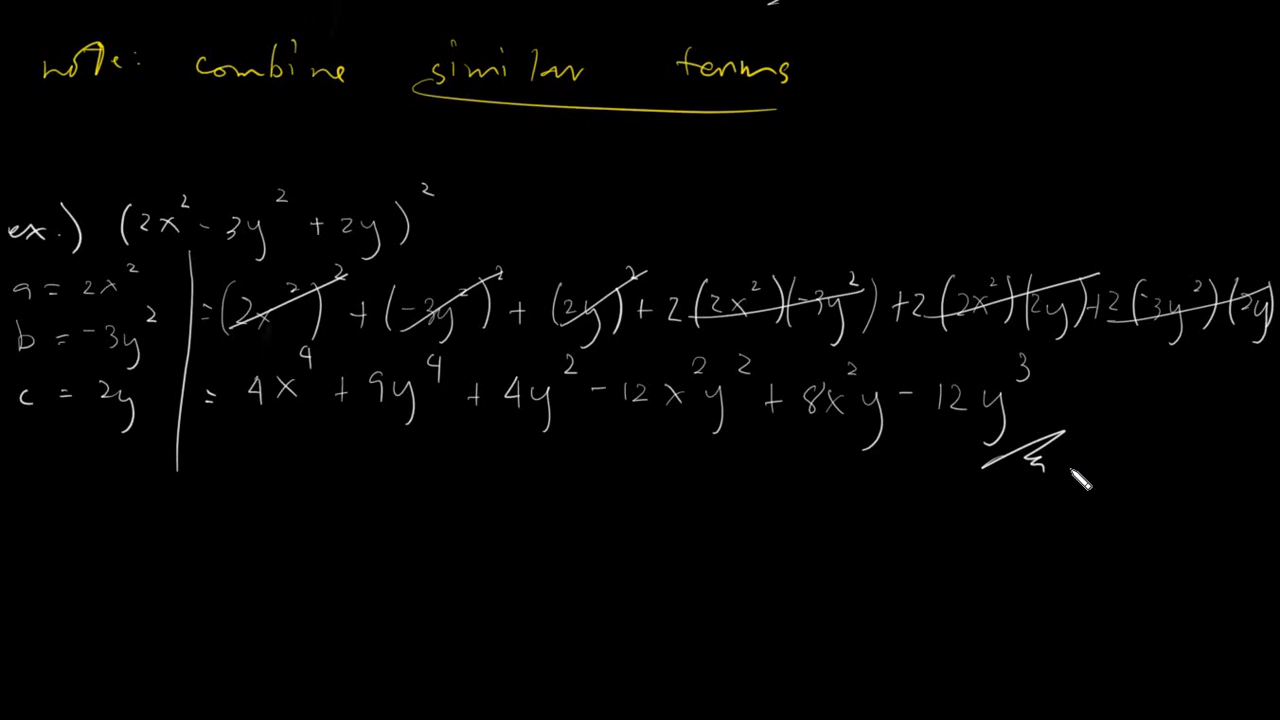 note: combine similar terms
ex.) (2x² - 3y² + 2y)²
a = 2x²
= (2x²)² + (-3y²)² + (2y)² + 2(2x²)(-3y²) + 2(2x²)(2y) + 2(-3y²)(2y)
b = -3y²
c = 2y
= 4x⁴ + 9y⁴ + 4y² - 12x²y² + 8x²y - 12y³